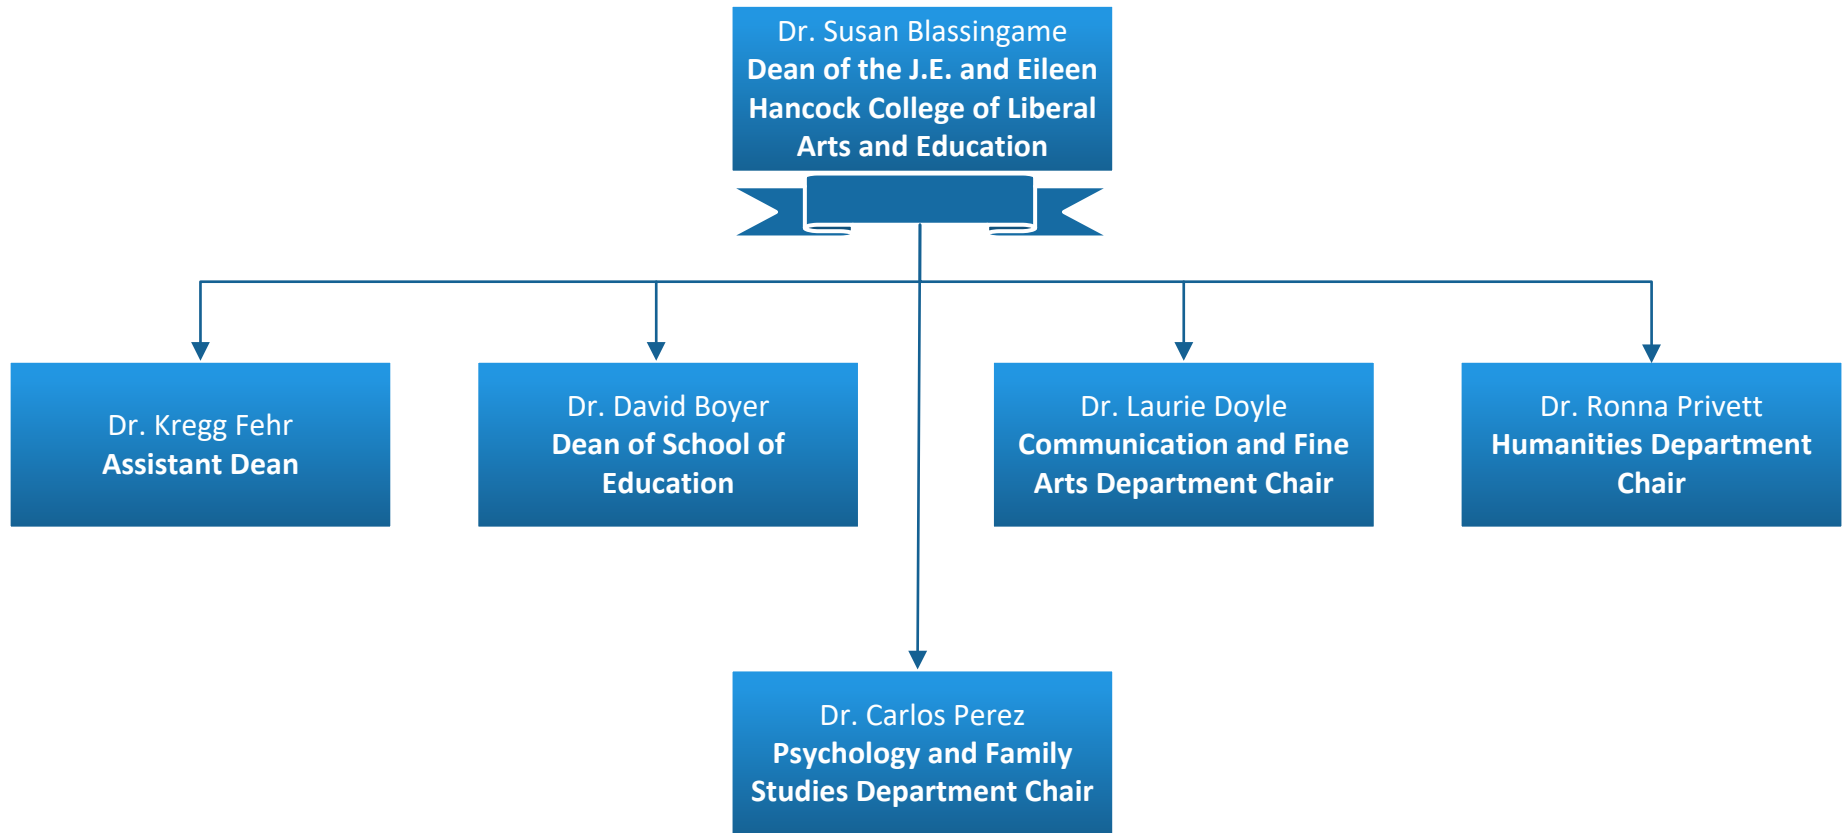 Dr. Susan Blassingame
Dean of the J.E. and Eileen
Hancock College of Liberal
Arts and Education
Dr. Kregg Fehr
Assistant Dean
Dr. David Boyer
Dean of School of
Education
Dr. Laurie Doyle
Communication and Fine
Arts Department Chair
Dr. Ronna Privett
Humanities Department
Chair
Dr. Carlos Perez
Psychology and Family
Studies Department Chair